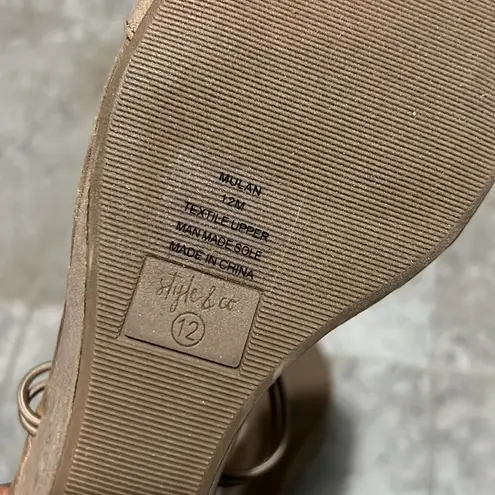 MULAN
12M
TEXTILE UPPER
MAN MADE SOLE
MADE IN CHINA
style & co
12